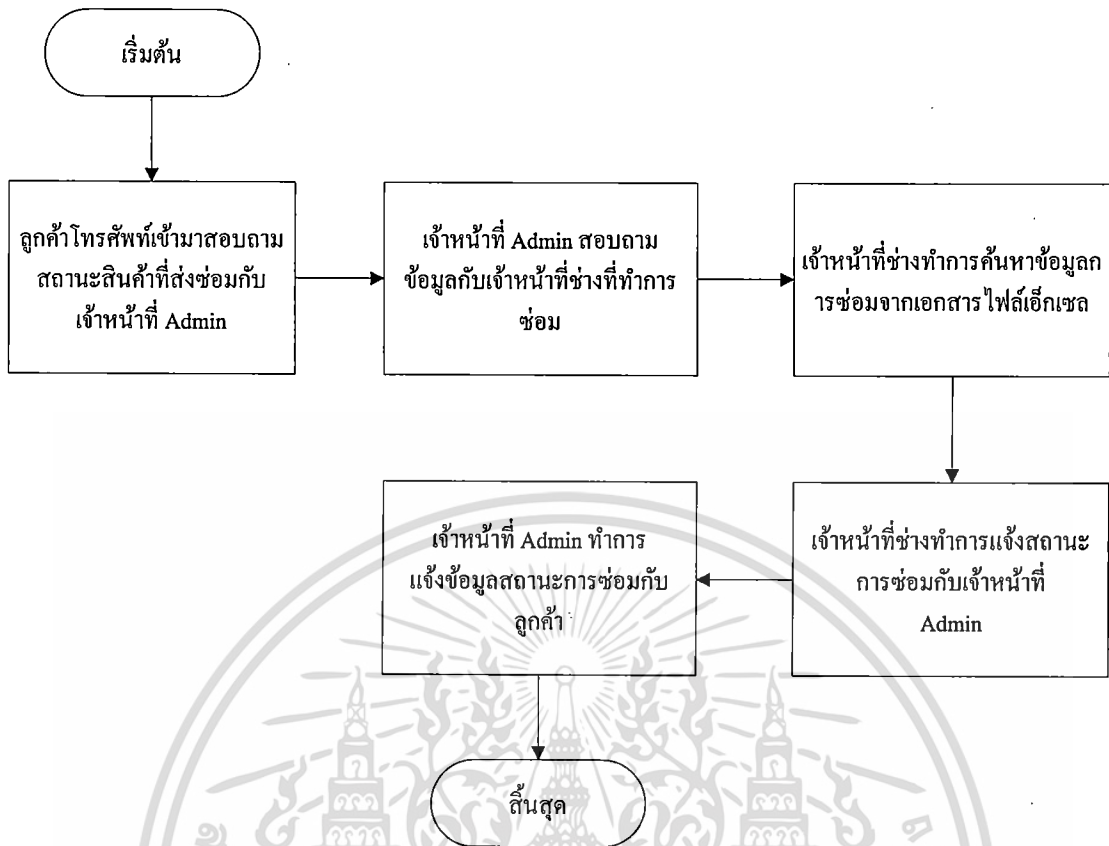 เริ่มต้น
ลูกค้าโทรศัพท์เข้ามาสอบถาม
สถานะสินค้าที่ส่งซ่อมกับ
เจ้าหน้าที่ Admin
เจ้าหน้าที่ Admin สอบถาม
ข้อมูลกับเจ้าหน้าที่ช่างที่ทำการ
ซ่อม
เจ้าหน้าที่ช่างทำการค้นหาข้อมูลก
ารซ่อมจากเอกสารไฟล์เอ็กเซล
เจ้าหน้าที่ช่างทำการแจ้งสถานะ
การซ่อมกับเจ้าหน้าที่
Admin
เจ้าหน้าที่ Admin ทำการ
แจ้งข้อมูลสถานะการซ่อมกับ
ลูกค้า
สิ้นสุด